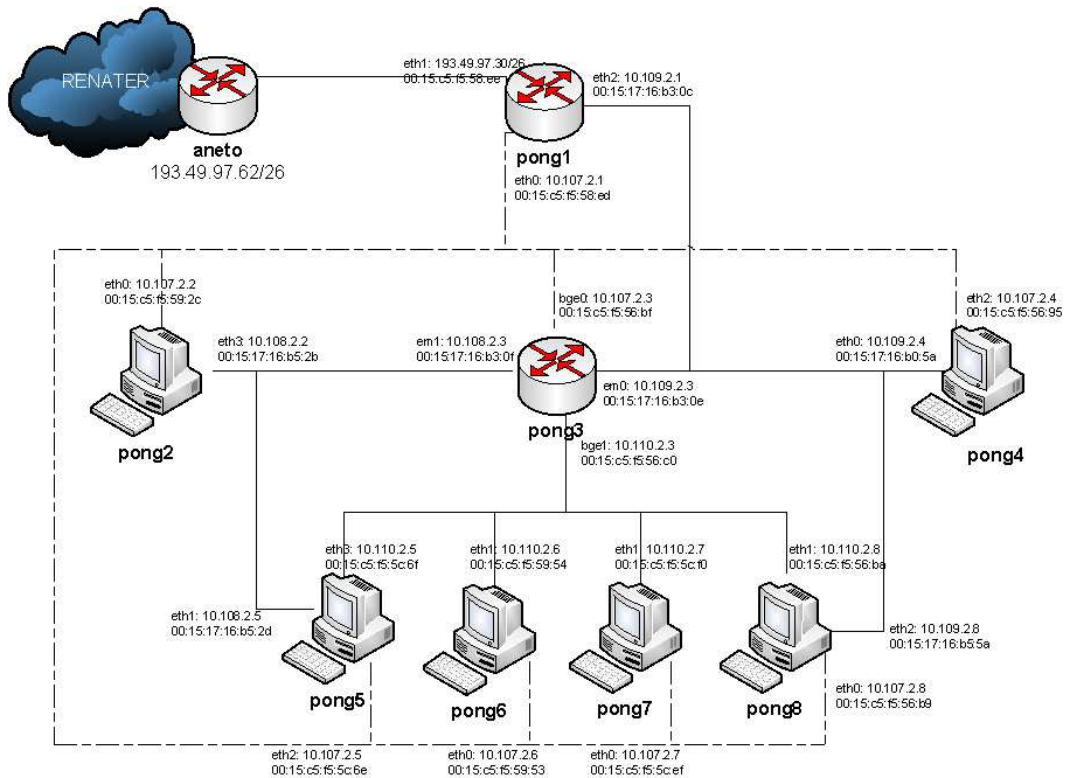 RENATER
aneto
193.49.97.62/26
eth1: 193.49.97.30/26
00:15:c5:f5:58:ee
eth2: 10.109.2.1
00:15:17:16:b3:0c
pong1
eth0: 10.107.2.1
00:15:c5:f5:58:ed
eth0: 10.107.2.2
00:15:c5:f5:59:2c
bge0: 10.107.2.3
00:15:c5:f5:56:bf
eth2: 10.107.2.4
00:15:c5:f5:56:95
eth3: 10.108.2.2
00:15:17:16:b5:2b
em1: 10.108.2.3
00:15:17:16:b3:0f
eth0: 10.109.2.4
00:15:17:16:b0:5a
em0: 10.109.2.3
00:15:17:16:b3:0e
pong2
pong3
pong4
bge1: 10.110.2.3
00:15:c5:f5:56:c0
eth3: 10.110.2.5
00:15:c5:f5:5c:6f
eth1: 10.110.2.6
00:15:c5:f5:59:54
eth1: 10.110.2.7
00:15:c5:f5:5c:f0
eth1: 10.110.2.8
00:15:c5:f5:56:ba
eth1: 10.108.2.5
00:15:17:16:b5:2d
eth2: 10.109.2.8
00:15:17:16:b5:5a
pong5
pong6
pong7
pong8
eth0: 10.107.2.8
00:15:c5:f5:56:b9
eth2: 10.107.2.5
00:15:c5:f5:5c:6e
eth0: 10.107.2.6
00:15:c5:f5:59:53
eth0: 10.107.2.7
00:15:c5:f5:5c:ef